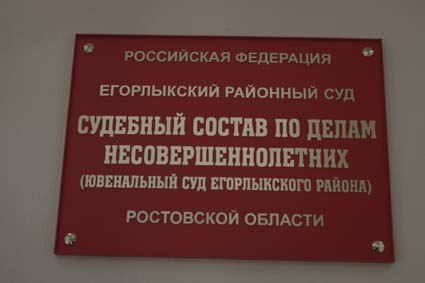 РОССИЙСКАЯ ФЕДЕРАЦИЯ
ЕГОРЛЫКСКИЙ РАЙОННЫЙ СУД
СУДЕБНЫЙ СОСТАВ ПО ДЕЛАМ
НЕСОВЕРШЕННОЛЕТНИХ
(ЮВЕНАЛЬНЫЙ СУД ЕГОРЛЫКСКОГО РАЙОНА)
РОСТОВСКОЙ ОБЛАСТИ